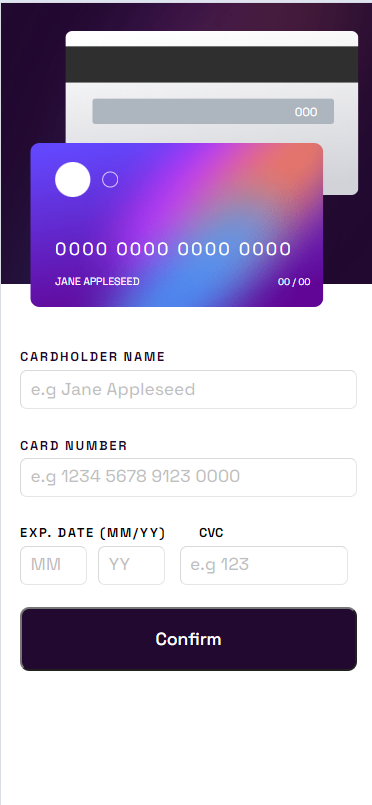 000
0000 0000 0000 0000
JANE APPLESEED 00/00
CARDHOLDER NAME
e.g Jane Appleseed
CARD NUMBER
e.g 1234 5678 9123 0000
EXP. DATE (MM/YY) CVC
MM YY e.g 123
Confirm